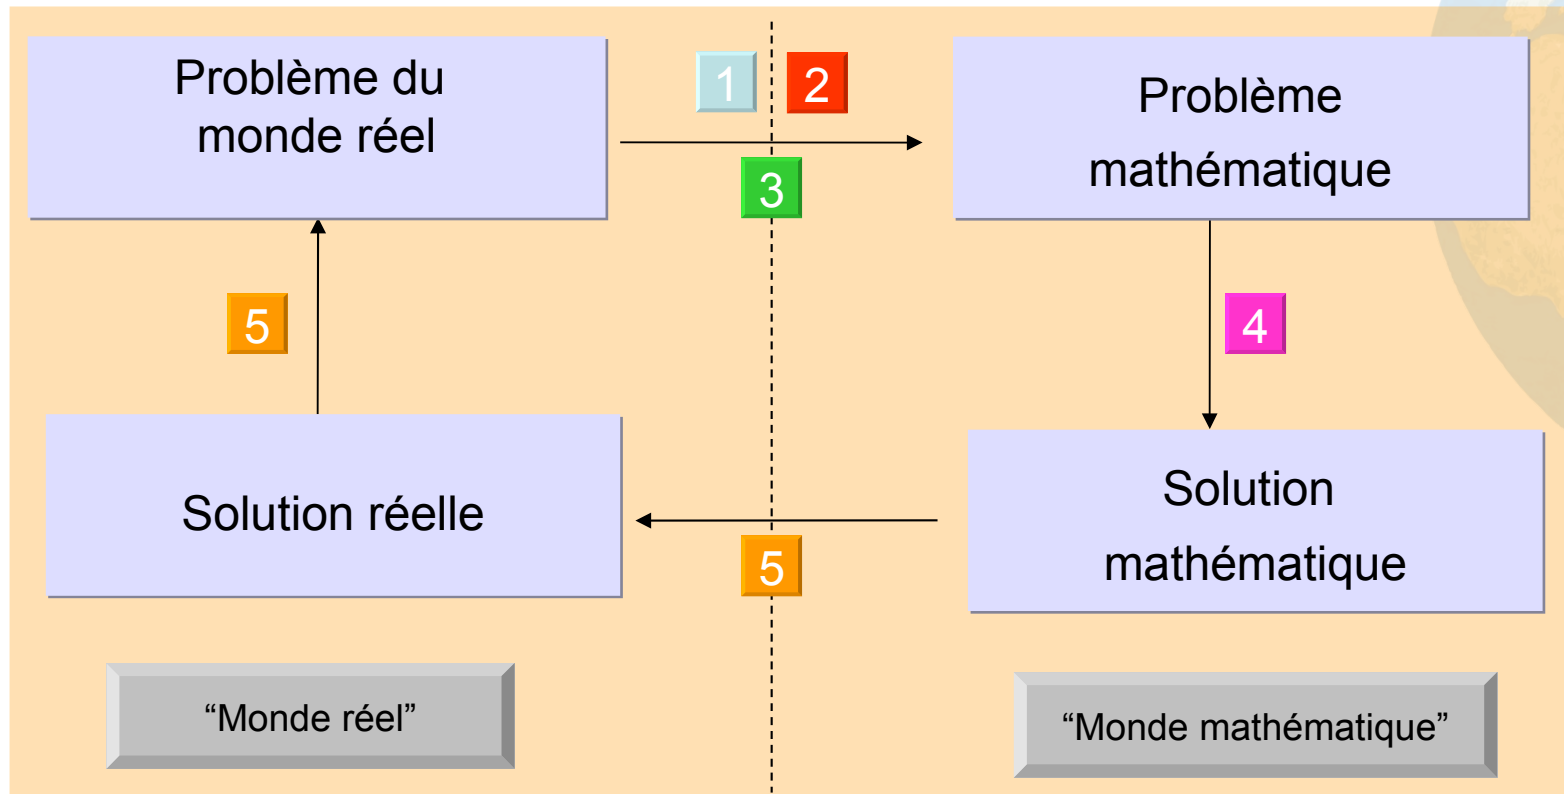 Problème du
monde réel
1
2
3
Problème
mathématique
5
4
Solution réelle
5
Solution
mathématique
“Monde réel”
“Monde mathématique”